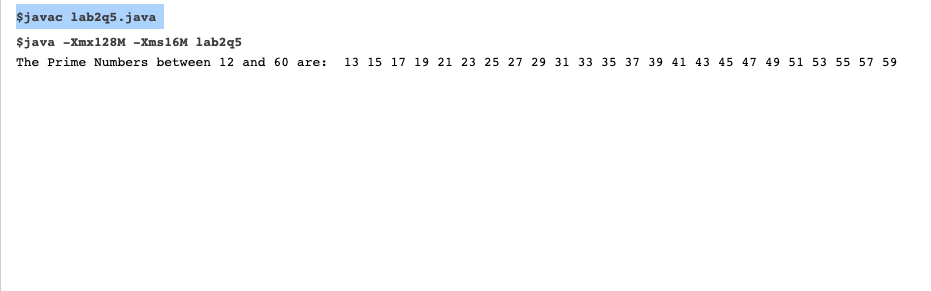 $javac lab2q5.java
$java -Xmx128M -Xms16M lab2q5
The Prime Numbers between 12 and 60 are:  13 15 17 19 21 23 25 27 29 31 33 35 37 39 41 43 45 47 49 51 53 55 57 59